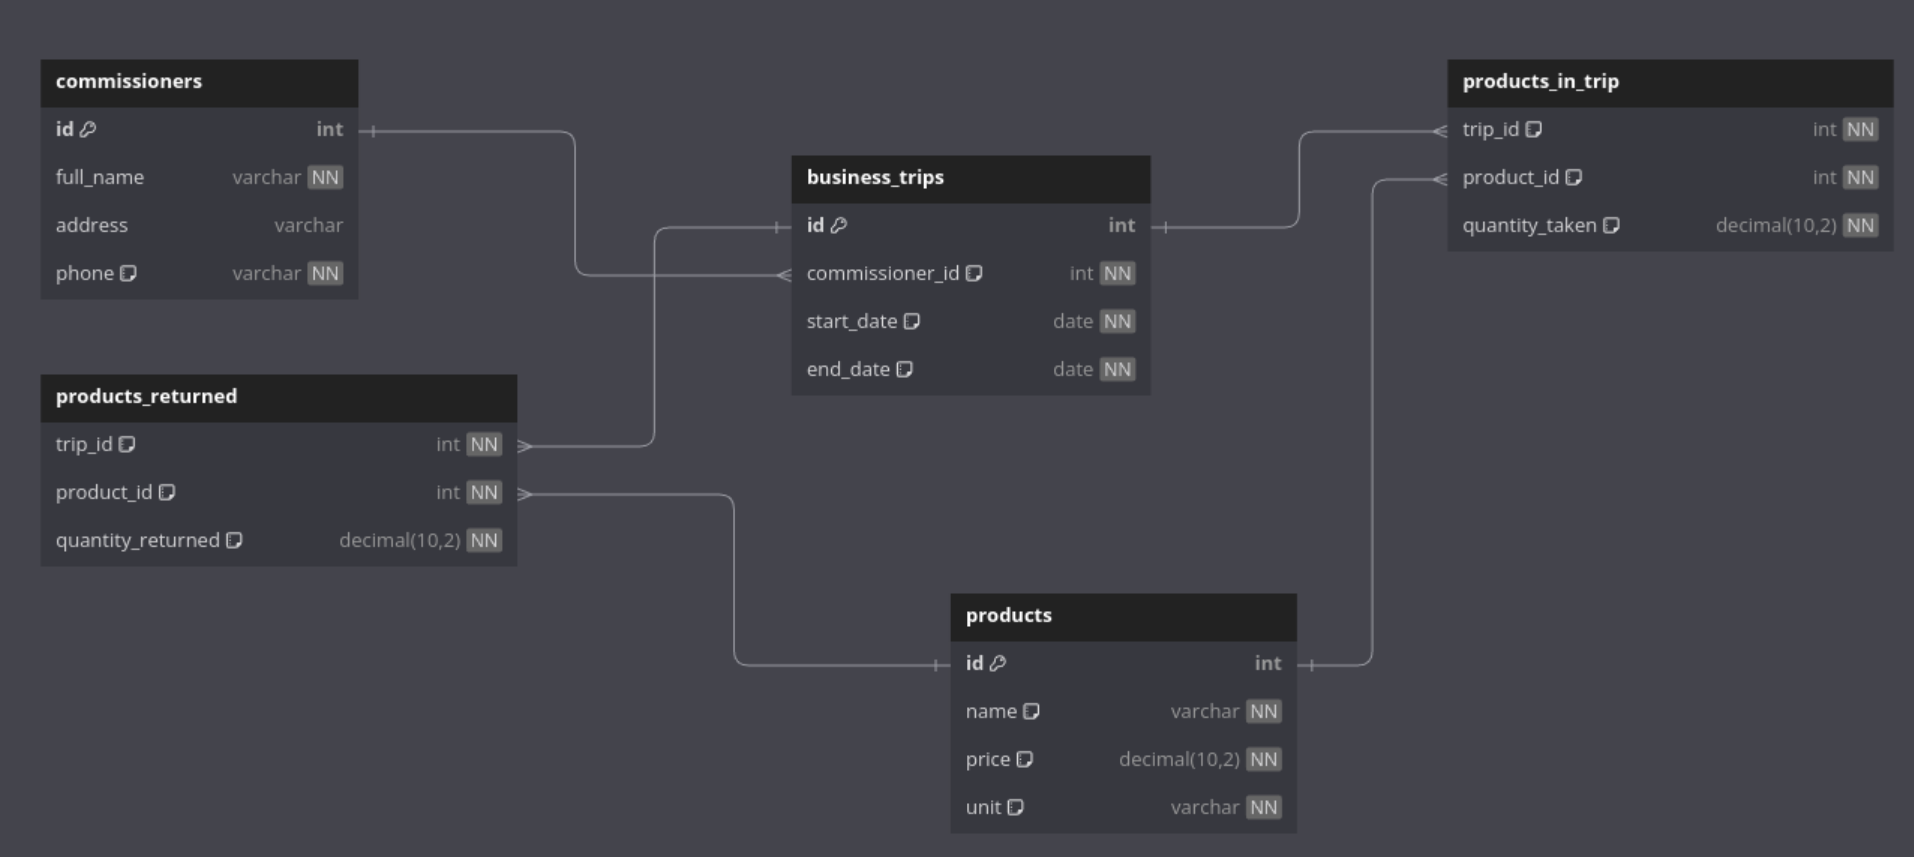 commissioners
id int
full_name varchar NN
address varchar
phone varchar NN
products_returned
trip_id int NN
product_id int NN
quantity_returned decimal(10,2) NN
business_trips
id int
commissioner_id int NN
start_date date NN
end_date date NN
products
id int
name varchar NN
price decimal(10,2) NN
unit varchar NN
products_in_trip
trip_id int NN
product_id int NN
quantity_taken decimal(10,2) NN